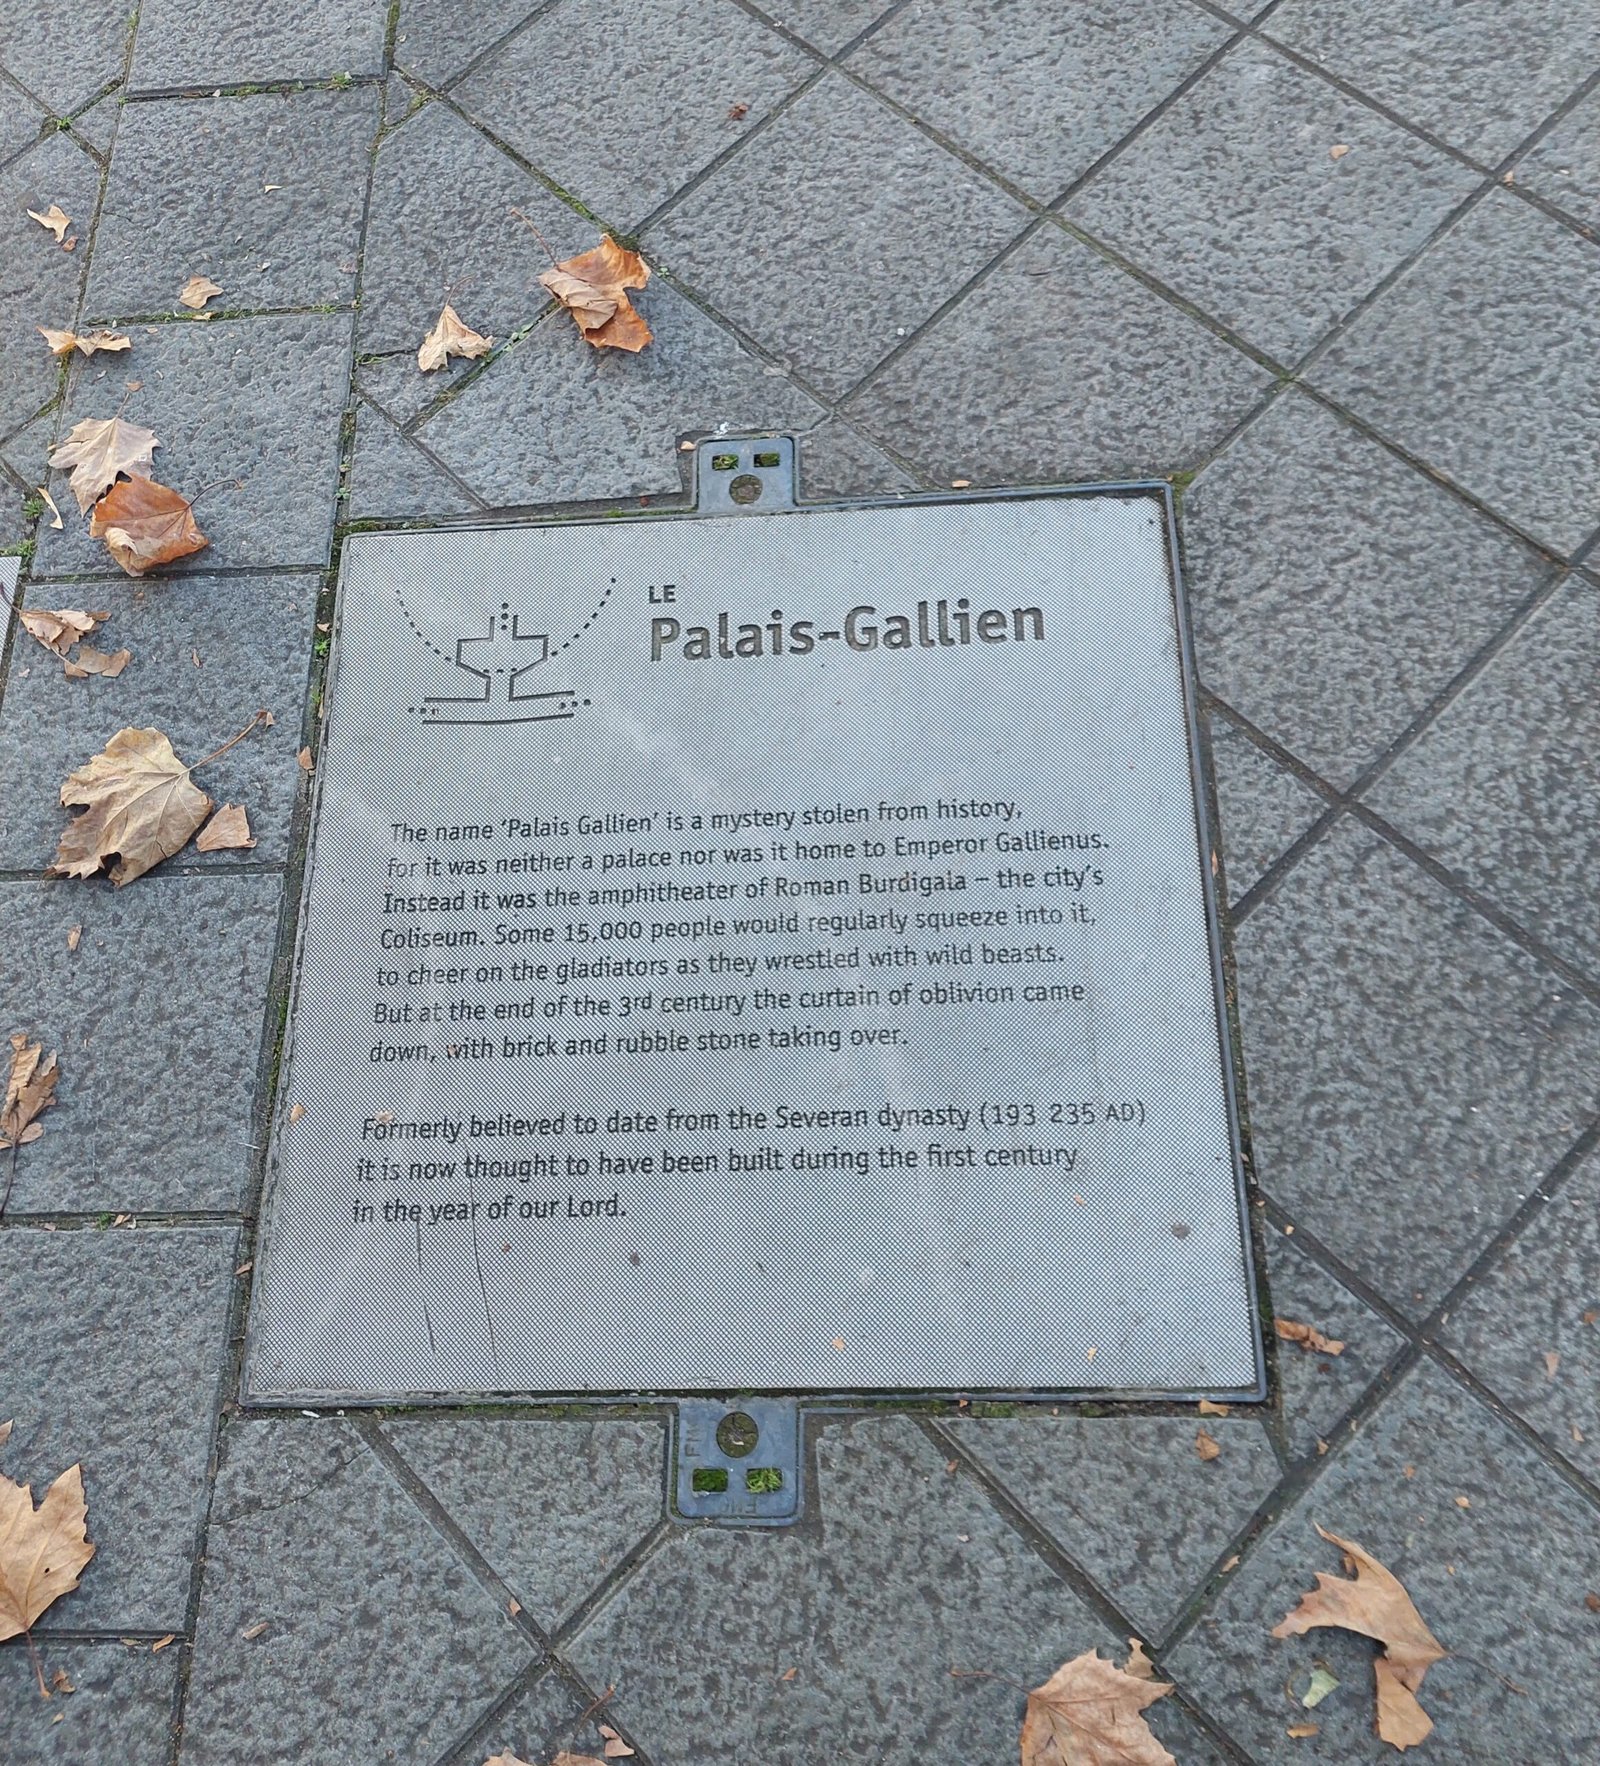 LE
Palais-Gallien
The name ‘Palais Gallien’ is a mystery stolen from history,
for it was neither a palace nor was it home to Emperor Gallienus.
Instead it was the amphitheater of Roman Burdigala – the city’s
Coliseum. Some 15,000 people would regularly squeeze into it,
to cheer on the gladiators as they wrestled with wild beasts.
But at the end of the 3rd century the curtain of oblivion came
down, with brick and rubble stone taking over.
Formerly believed to date from the Severan dynasty (193 235 AD)
it is now thought to have been built during the first century
in the year of our Lord.